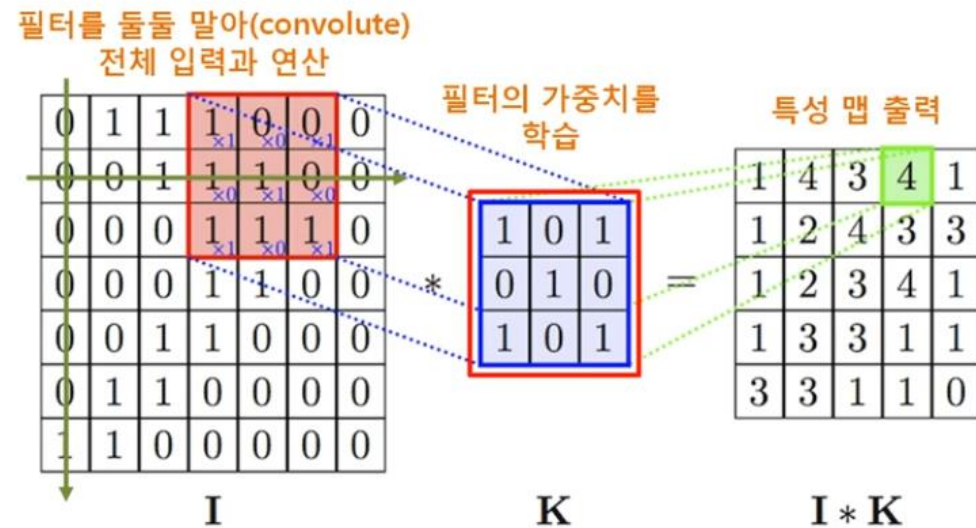 필터를 둘둘 말아(convolute)
전체 입력과 연산
필터의 가중치를
학습
특성 맵 출력
0 1 1 1×1 0×0 0×1 0
0 0 1 1×0 1×1 0×0 0
0 0 0 1×1 1×0 1×1 0
0 0 0 1 1 0 0
0 0 1 1 0 0 0
0 1 1 0 0 0 0
1 1 0 0 0 0 0
I
*
1 0 1
0 1 0
1 0 1
K
=
1 4 3 4 1
1 2 4 3 3
1 2 3 4 1
1 3 3 1 1
3 3 1 1 0
I * K